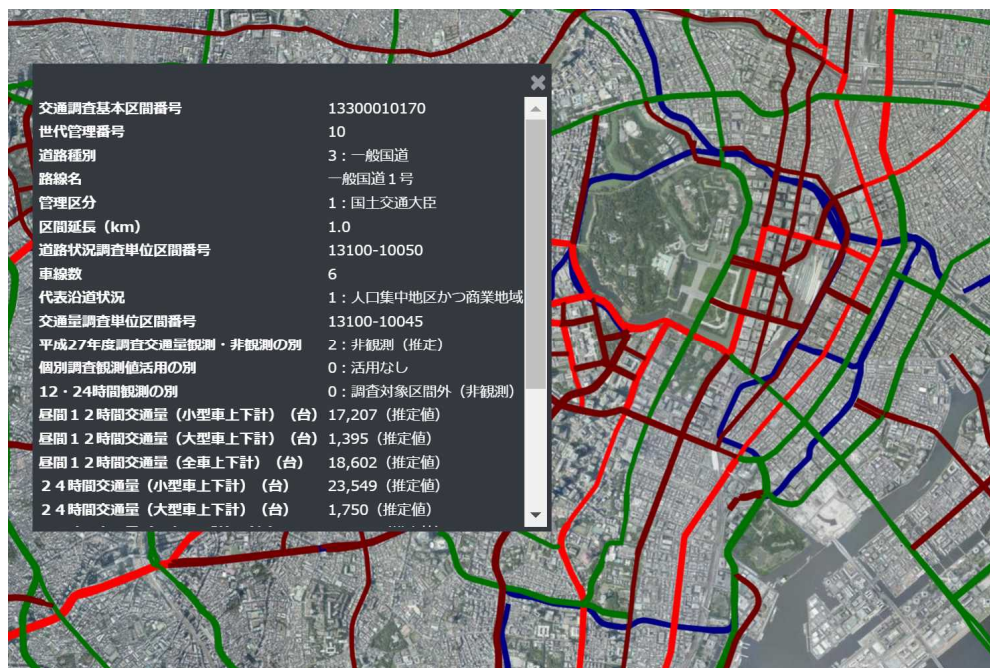 ✖
交通調査基本区間番号 13300010170
世代管理番号 10
道路種別 3：一般国道
路線名 一般国道１号
管理区分 1：国土交通大臣
区間延長（km） 1.0
道路状況調査単位区間番号 13100-10050
車線数 6
代表沿道状況 1：人口集中地区かつ商業地域
交通量調査単位区間番号 13100-10045
平成27年度調査交通量観測・非観測の別 2：非観測（推定）
個別調査観測値活用の別 0：活用なし
12・24時間観測の別 0：調査対象区間外（非観測）
昼間１２時間交通量（小型車上下計）（台） 17,207（推定値）
昼間１２時間交通量（大型車上下計）（台） 1,395（推定値）
昼間１２時間交通量（全車上下計）（台） 18,602（推定値）
２４時間交通量（小型車上下計）（台） 23,549（推定値）
２４時間交通量（大型車上下計）（台） 1,750（推定値）